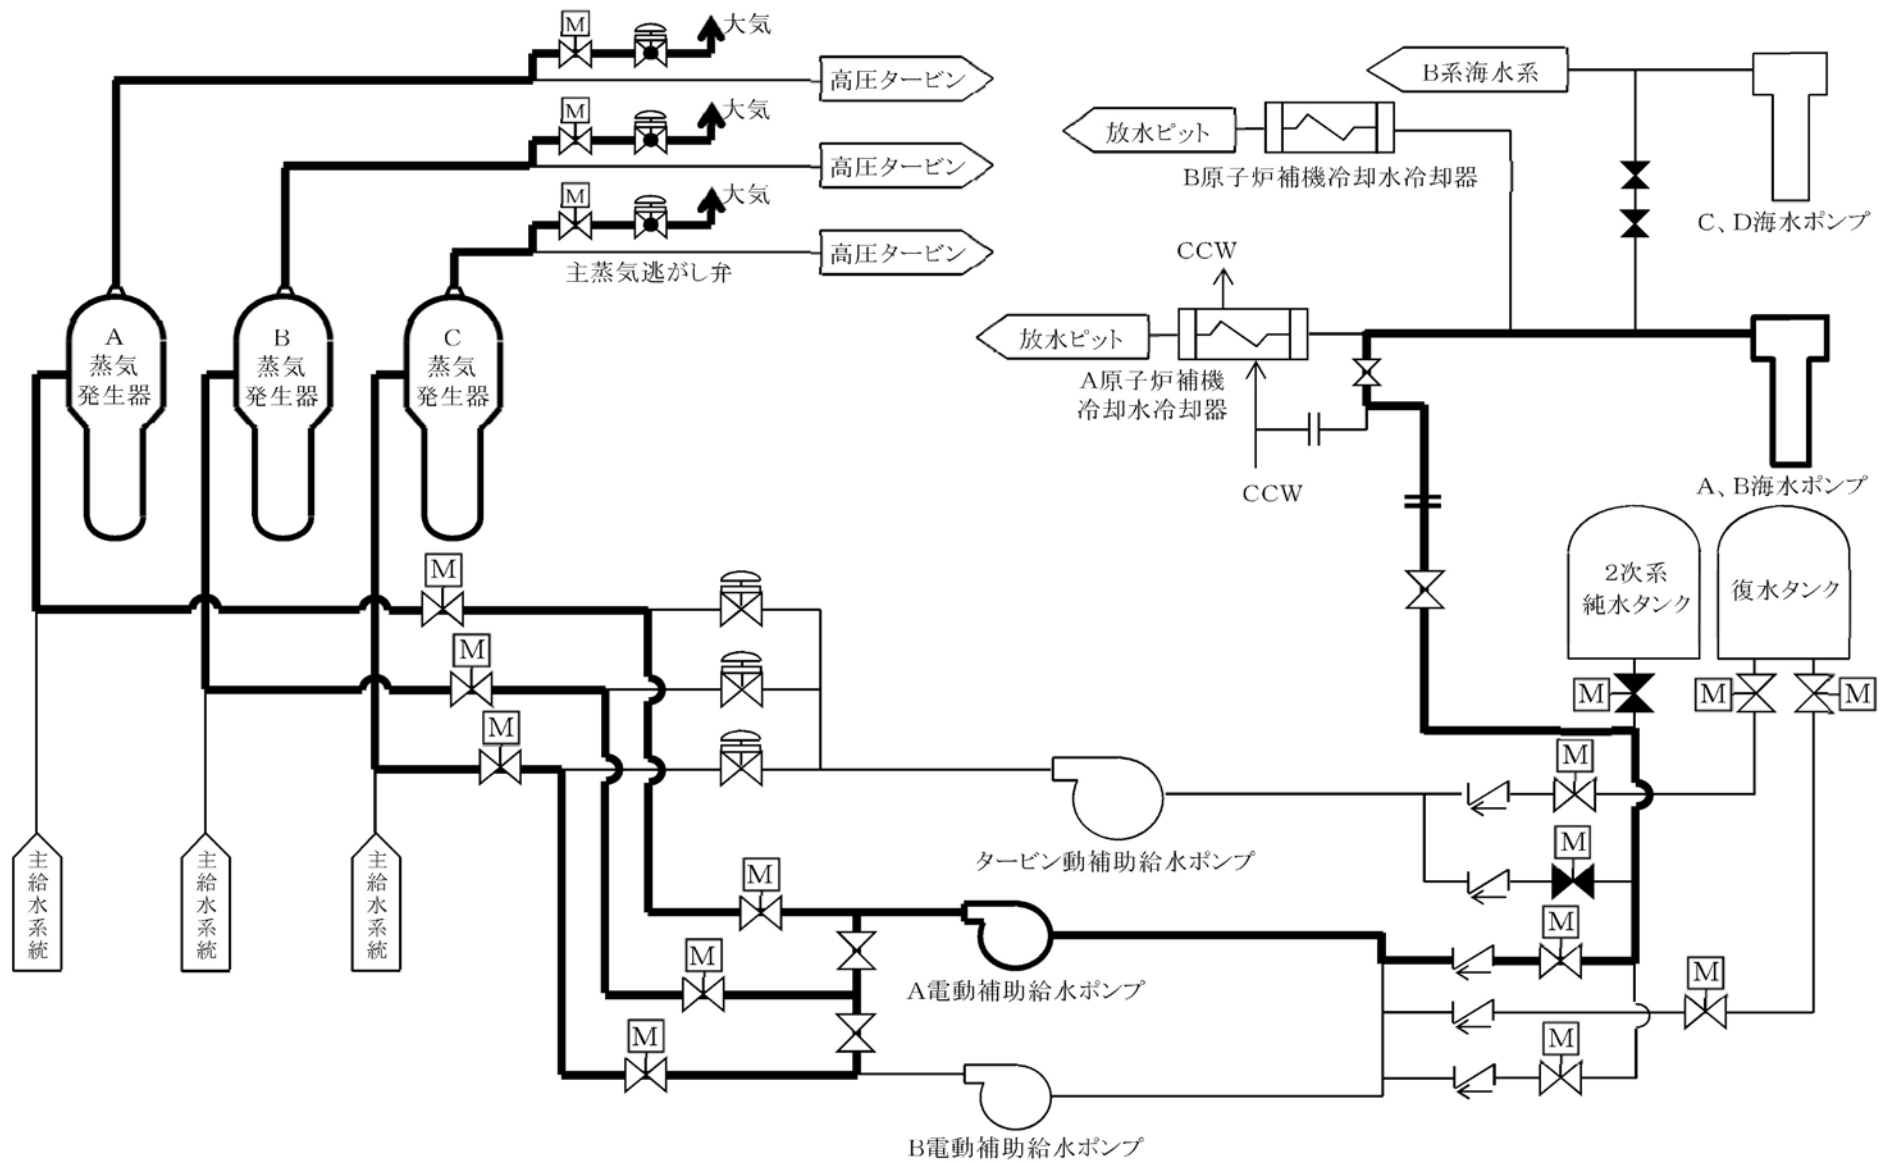 M
大気
高圧タービン
M
大気
高圧タービン
M
大気
高圧タービン
主蒸気逃がし弁
B系海水系
放水ピット
B原子炉補機冷却水冷却器
C、D海水ポンプ
CCW
放水ピット
A原子炉補機
冷却水冷却器
CCW
A、B海水ポンプ
A
蒸気
発生器
B
蒸気
発生器
C
蒸気
発生器
M
M
M
2次系
純水タンク
復水タンク
M
M
M
M
タービン動補助給水ポンプ
M
主給水系統
主給水系統
主給水系統
M
M
A電動補助給水ポンプ
M
M
M
M
B電動補助給水ポンプ
M